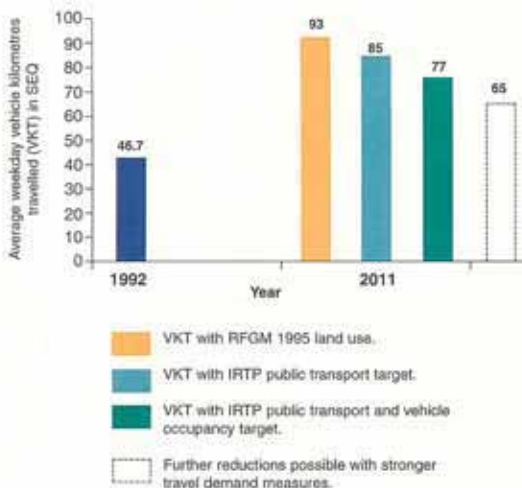 Average weekday vehicle kilometres
travelled (VKT) in SEQ
100
90
80
70
60
50
40
30
20
10
0
46.7
93
85
77
65
1992
2011
Year
VKT with RFGM 1995 land use.
VKT with IRTP public transport target.
VKT with IRTP public transport and vehicle
occupancy target.
Further reductions possible with stronger
travel demand measures.